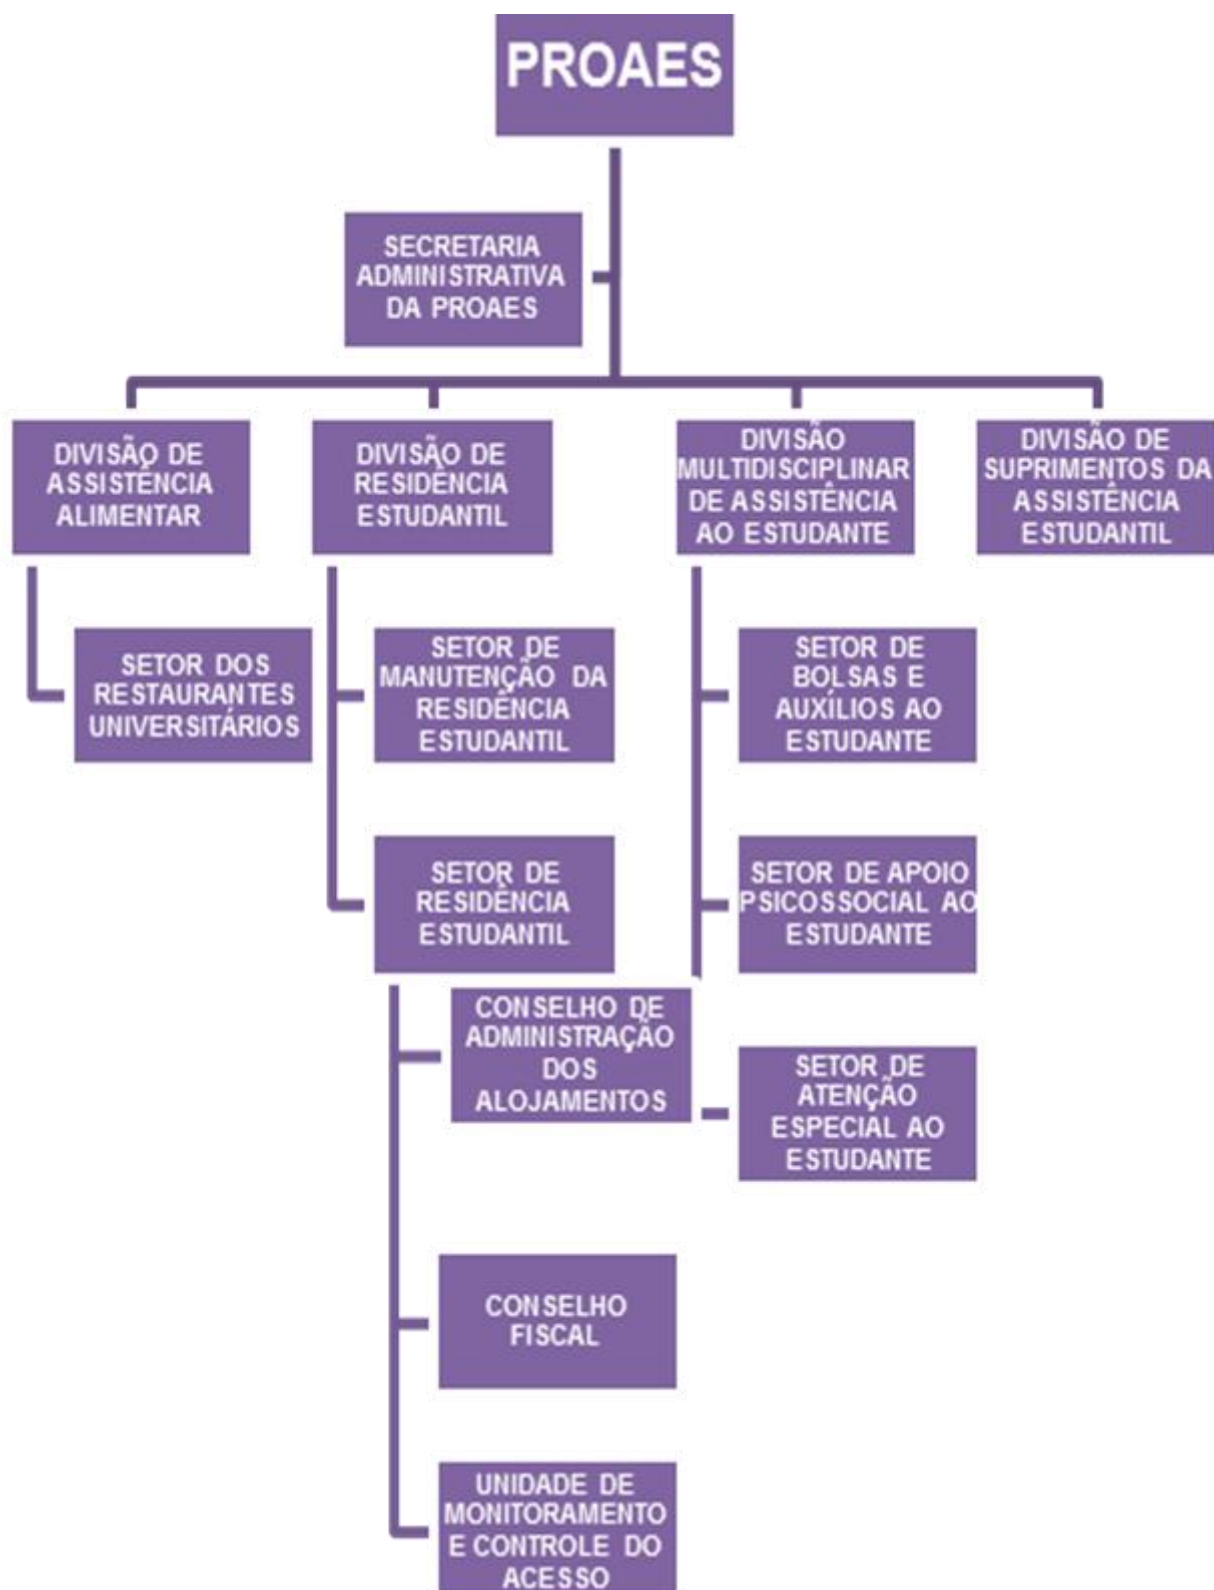 PROAES
SECRETARIA
ADMINISTRATIVA
DA PROAES
DIVISÃO DE
ASSISTÊNCIA
ALIMENTAR
DIVISÃO DE
RESIDÊNCIA
ESTUDANTIL
DIVISÃO
MULTIDISCIPLINAR
DE ASSISTÊNCIA
AO ESTUDANTE
DIVISÃO DE
SUPRIMENTOS DA
ASSISTÊNCIA
ESTUDANTIL
SETOR DOS
RESTAURANTES
UNIVERSITÁRIOS
SETOR DE
MANUTENÇÃO DA
RESIDÊNCIA
ESTUDANTIL
SETOR DE
BOLSAS E
AUXÍLIOS AO
ESTUDANTE
SETOR DE
RESIDÊNCIA
ESTUDANTIL
SETOR DE APOIO
PSICOSSOCIAL AO
ESTUDANTE
CONSELHO DE
ADMINISTRAÇÃO
DOS
ALOJAMENTOS
SETOR DE
ATENÇÃO
ESPECIAL AO
ESTUDANTE
CONSELHO
FISCAL
UNIDADE DE
MONITORAMENTO
E CONTROLE DO
ACESSO